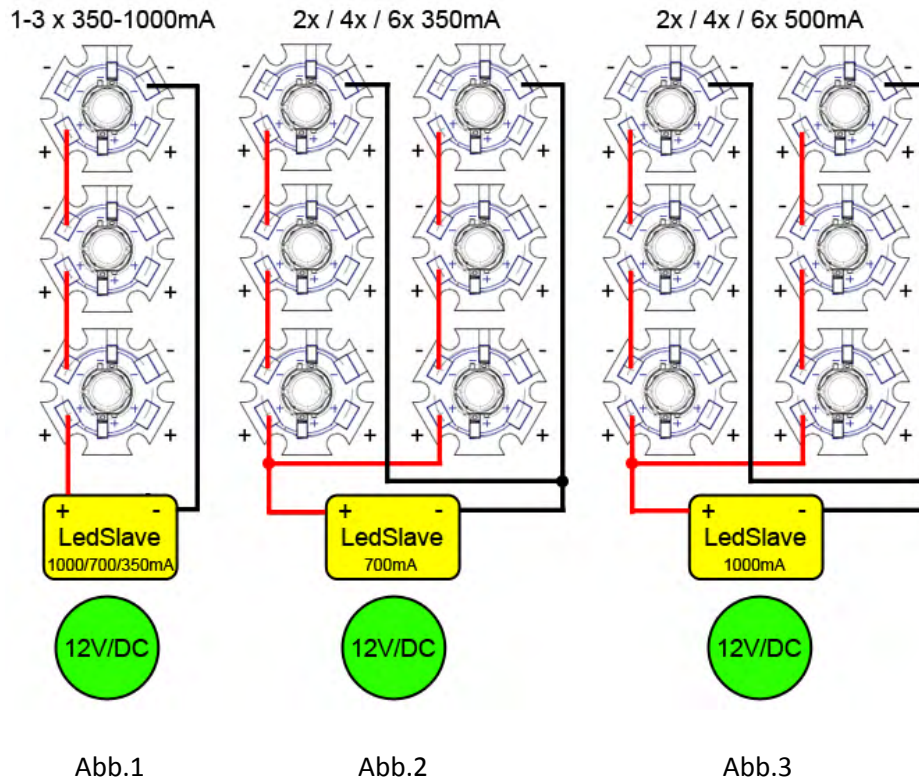 1-3 x 350-1000mA
2x / 4x / 6x 350mA
2x / 4x / 6x 500mA
- -
- -
- -
- -
- -
+ +
+ +
+ +
+ +
+ +
- -
- -
- -
- -
- -
+ +
+ +
+ +
+ +
+ +
- -
- -
- -
- -
- -
+ +
+ +
+ +
+ +
+ +
+ -
LedSlave
1000/700/350mA
+ -
LedSlave
700mA
+ -
LedSlave
1000mA
12V/DC
12V/DC
12V/DC
Abb.1
Abb.2
Abb.3